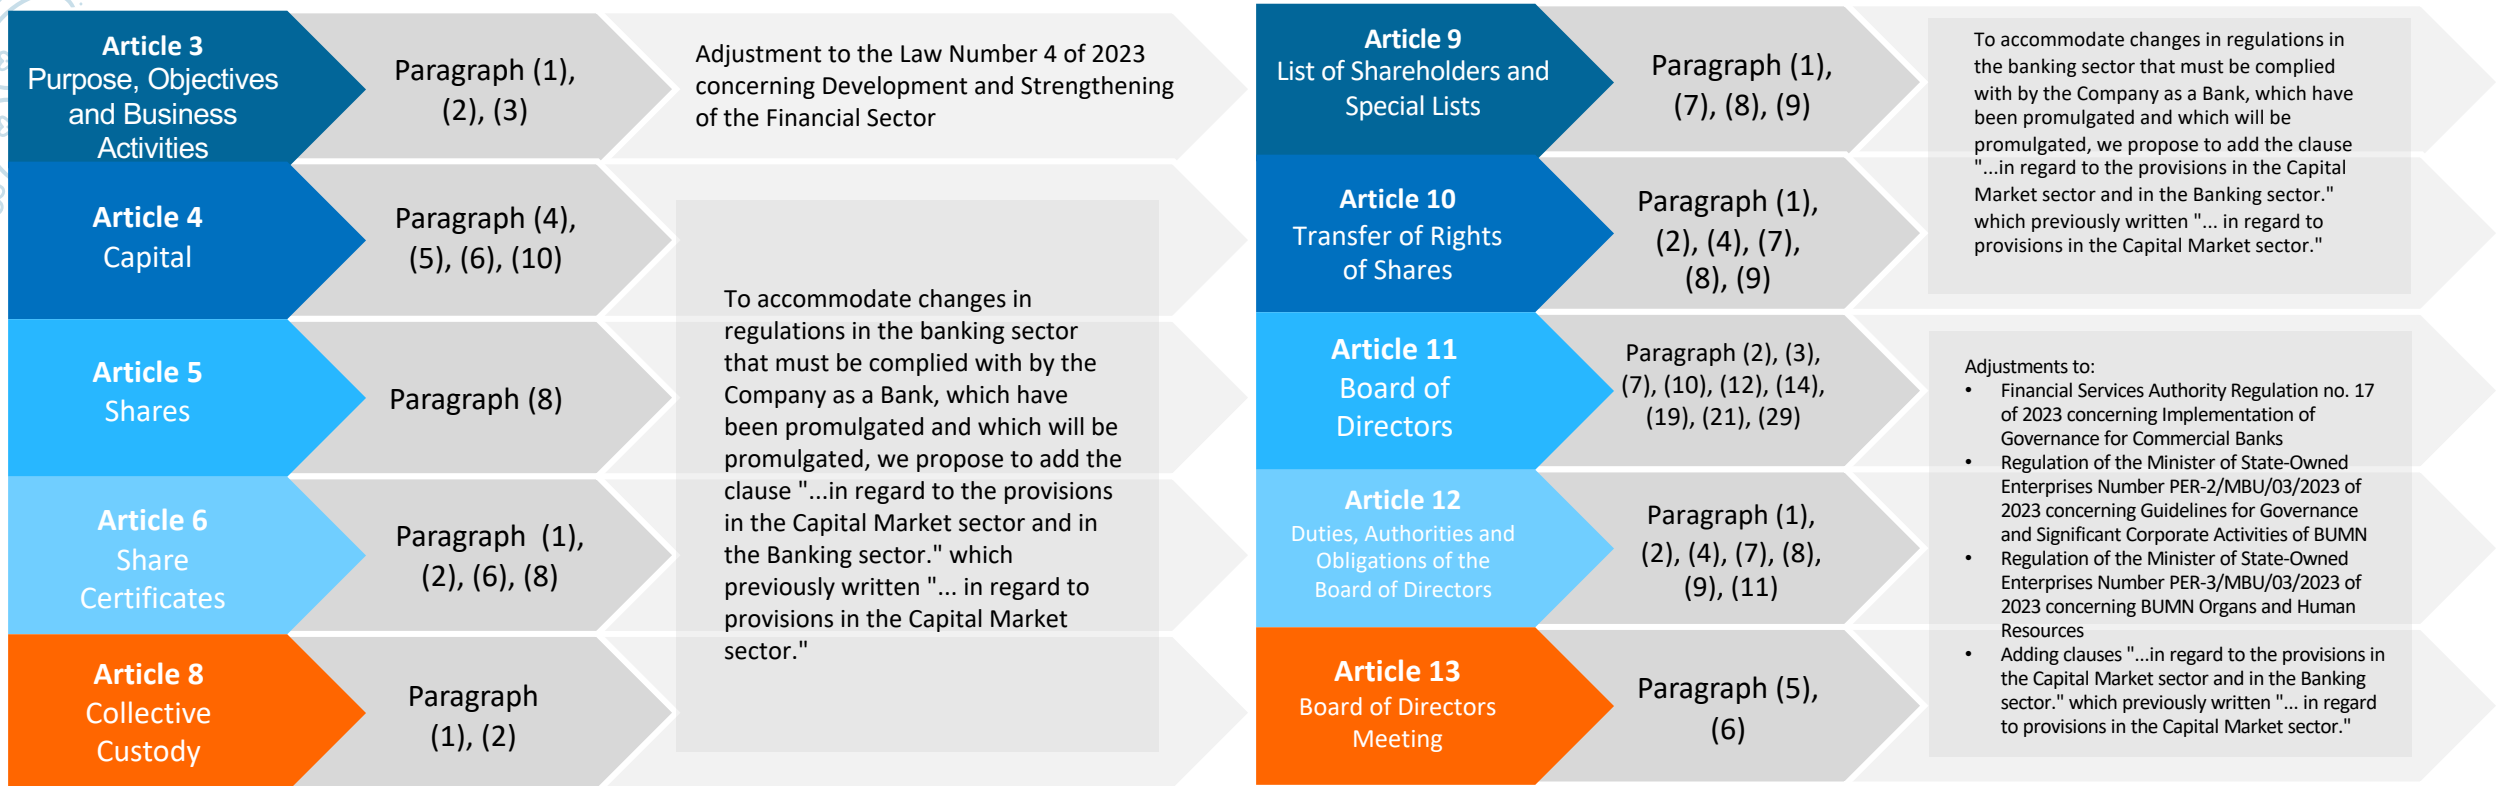 Article 3
Purpose, Objectives
and Business
Activities
Paragraph (1),
(2), (3)
Adjustment to the Law Number 4 of 2023
concerning Development and Strengthening
of the Financial Sector
Article 4
Capital
Paragraph (4),
(5), (6), (10)
Article 5
Shares
Paragraph (8)
Article 6
Share
Certificates
Paragraph (1),
(2), (6), (8)
Article 8
Collective
Custody
Paragraph
(1), (2)
To accommodate changes in
regulations in the banking sector
that must be complied with by the
Company as a Bank, which have
been promulgated and which will be
promulgated, we propose to add the
clause "...in regard to the provisions
in the Capital Market sector and in
the Banking sector." which
previously written "... in regard to
provisions in the Capital Market
sector."
Article 9
List of Shareholders and
Special Lists
Paragraph (1),
(7), (8), (9)
Article 10
Transfer of Rights
of Shares
Paragraph (1),
(2), (4), (7),
(8), (9)
To accommodate changes in regulations in
the banking sector that must be complied
with by the Company as a Bank, which have
been promulgated and which will be
promulgated, we propose to add the clause
"...in regard to the provisions in the Capital
Market sector and in the Banking sector."
which previously written "... in regard to
provisions in the Capital Market sector."
Article 11
Board of
Directors
Paragraph (2), (3),
(7), (10), (12), (14),
(19), (21), (29)
Article 12
Duties, Authorities and
Obligations of the
Board of Directors
Paragraph (1),
(2), (4), (7), (8),
(9), (11)
Article 13
Board of Directors
Meeting
Paragraph (5),
(6)
Adjustments to:
• Financial Services Authority Regulation no. 17
of 2023 concerning Implementation of
Governance for Commercial Banks
• Regulation of the Minister of State-Owned
Enterprises Number PER-2/MBU/03/2023 of
2023 concerning Guidelines for Governance
and Significant Corporate Activities of BUMN
• Regulation of the Minister of State-Owned
Enterprises Number PER-3/MBU/03/2023 of
2023 concerning BUMN Organs and Human
Resources
• Adding clauses "...in regard to the provisions in
the Capital Market sector and in the Banking
sector." which previously written "... in regard
to provisions in the Capital Market sector."